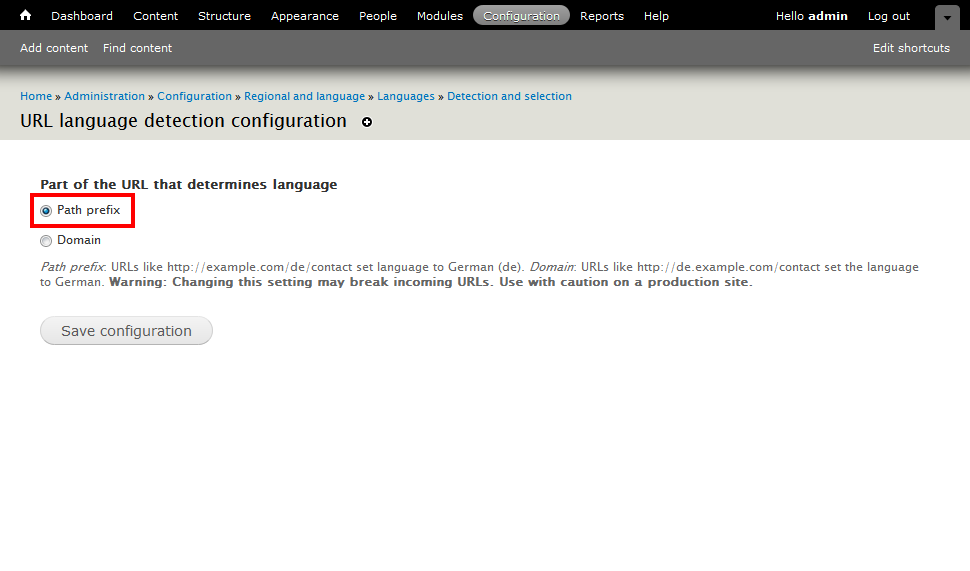 Dashboard Content Structure Appearance People Modules Configuration Reports Help Hello admin Log out
Add content Find content Edit shortcuts
Home » Administration » Configuration » Regional and language » Languages » Detection and selection
URL language detection configuration
Part of the URL that determines language
Path prefix
Domain
Path prefix: URLs like http://example.com/de/contact set language to German (de). Domain: URLs like http://de.example.com/contact set the language
to German. Warning: Changing this setting may break incoming URLs. Use with caution on a production site.
Save configuration